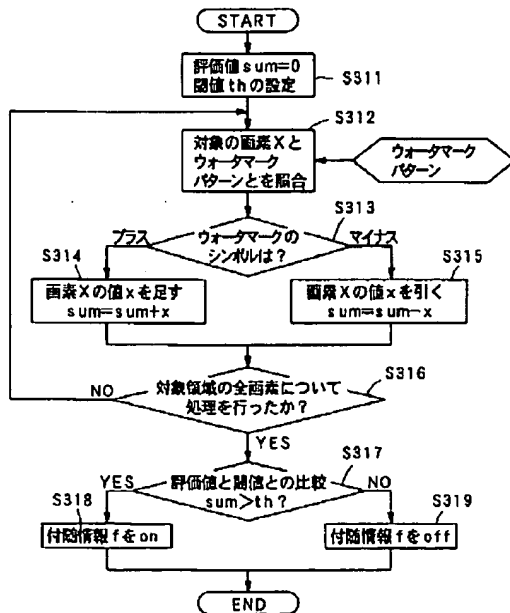 START
評価値sum=0
閾値thの設定
S311
S312
対象の画素Xと
ウォータマーク
パターンとを照合
ウォータマーク
パターン
S313
プラス
ウォータマークの
シンボルは?
マイナス
S314
画素Xの値xを足す
sum=sum+x
S315
画素Xの値xを引く
sum=sum-x
S316
NO
対象領域の全画素について
処理を行ったか?
YES
S317
YES
評価値と閾値との比較
sum>th?
NO
S318
付随情報fをon
S319
付随情報fをoff
END